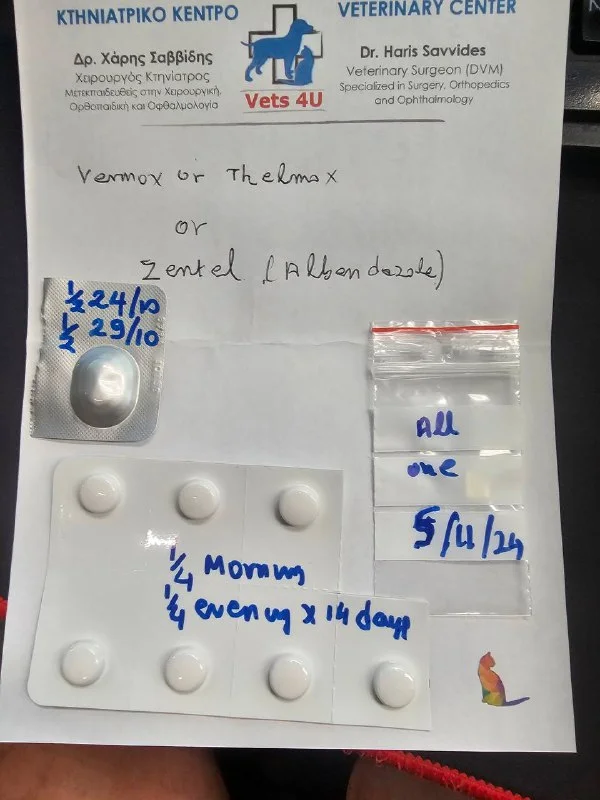 ΚΤΗΝΙΑΤΡΙΚΟ ΚΕΝΤΡΟ
Δρ. Χάρης Σαββίδης
Χειρουργός Κτηνίατρος
Μετεκπαιδευθείς στην Χειρουργική,
Ορθοπαιδική και Οφθαλμολογία
Vets 4U
VETERINARY CENTER
Dr. Haris Savvides
Veterinary Surgeon (DVM)
Specialized in Surgery, Orthopedics
and Ophthalmology
Vermox or Thelmox
or
Zentel (Albendazole)
½ 24/10
½ 29/10
All
one
5/11/24
¼ Morning
¼ evening x 14 days